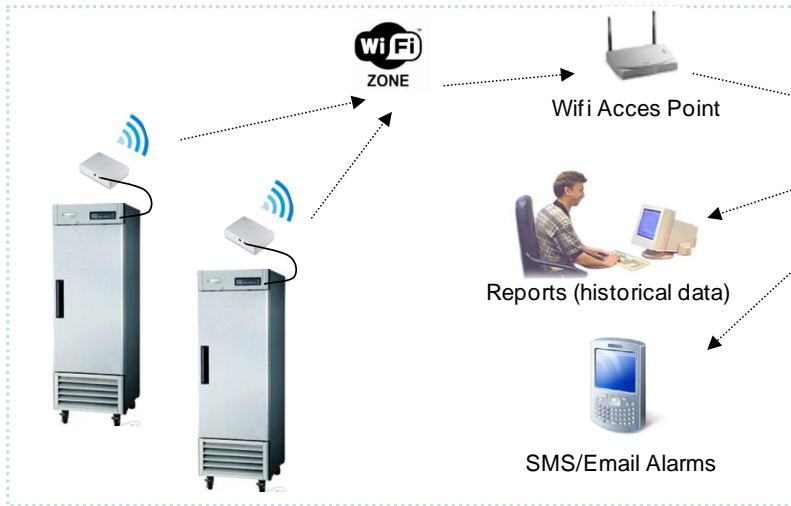 WiFi
ZONE
Wifi Acces Point
Reports (historical data)
SMS/Email Alarms